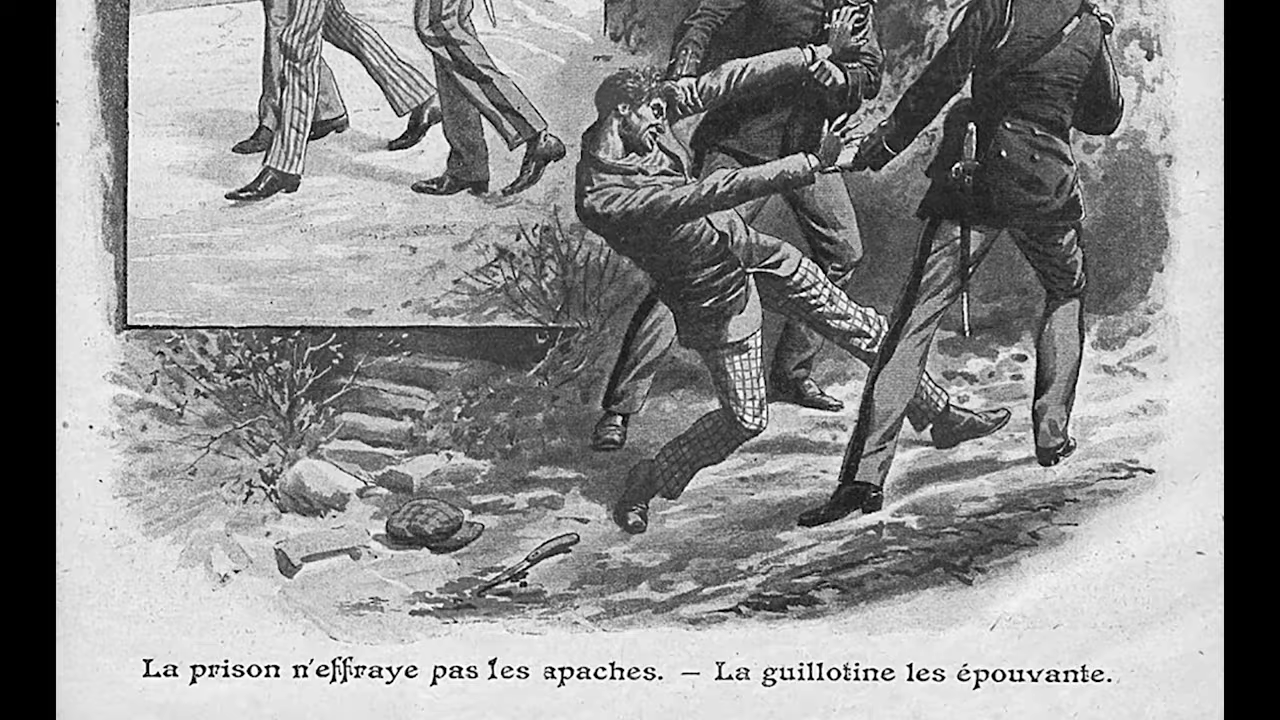 La prison n'effraye pas les apaches. — La guillotine les épouvante.